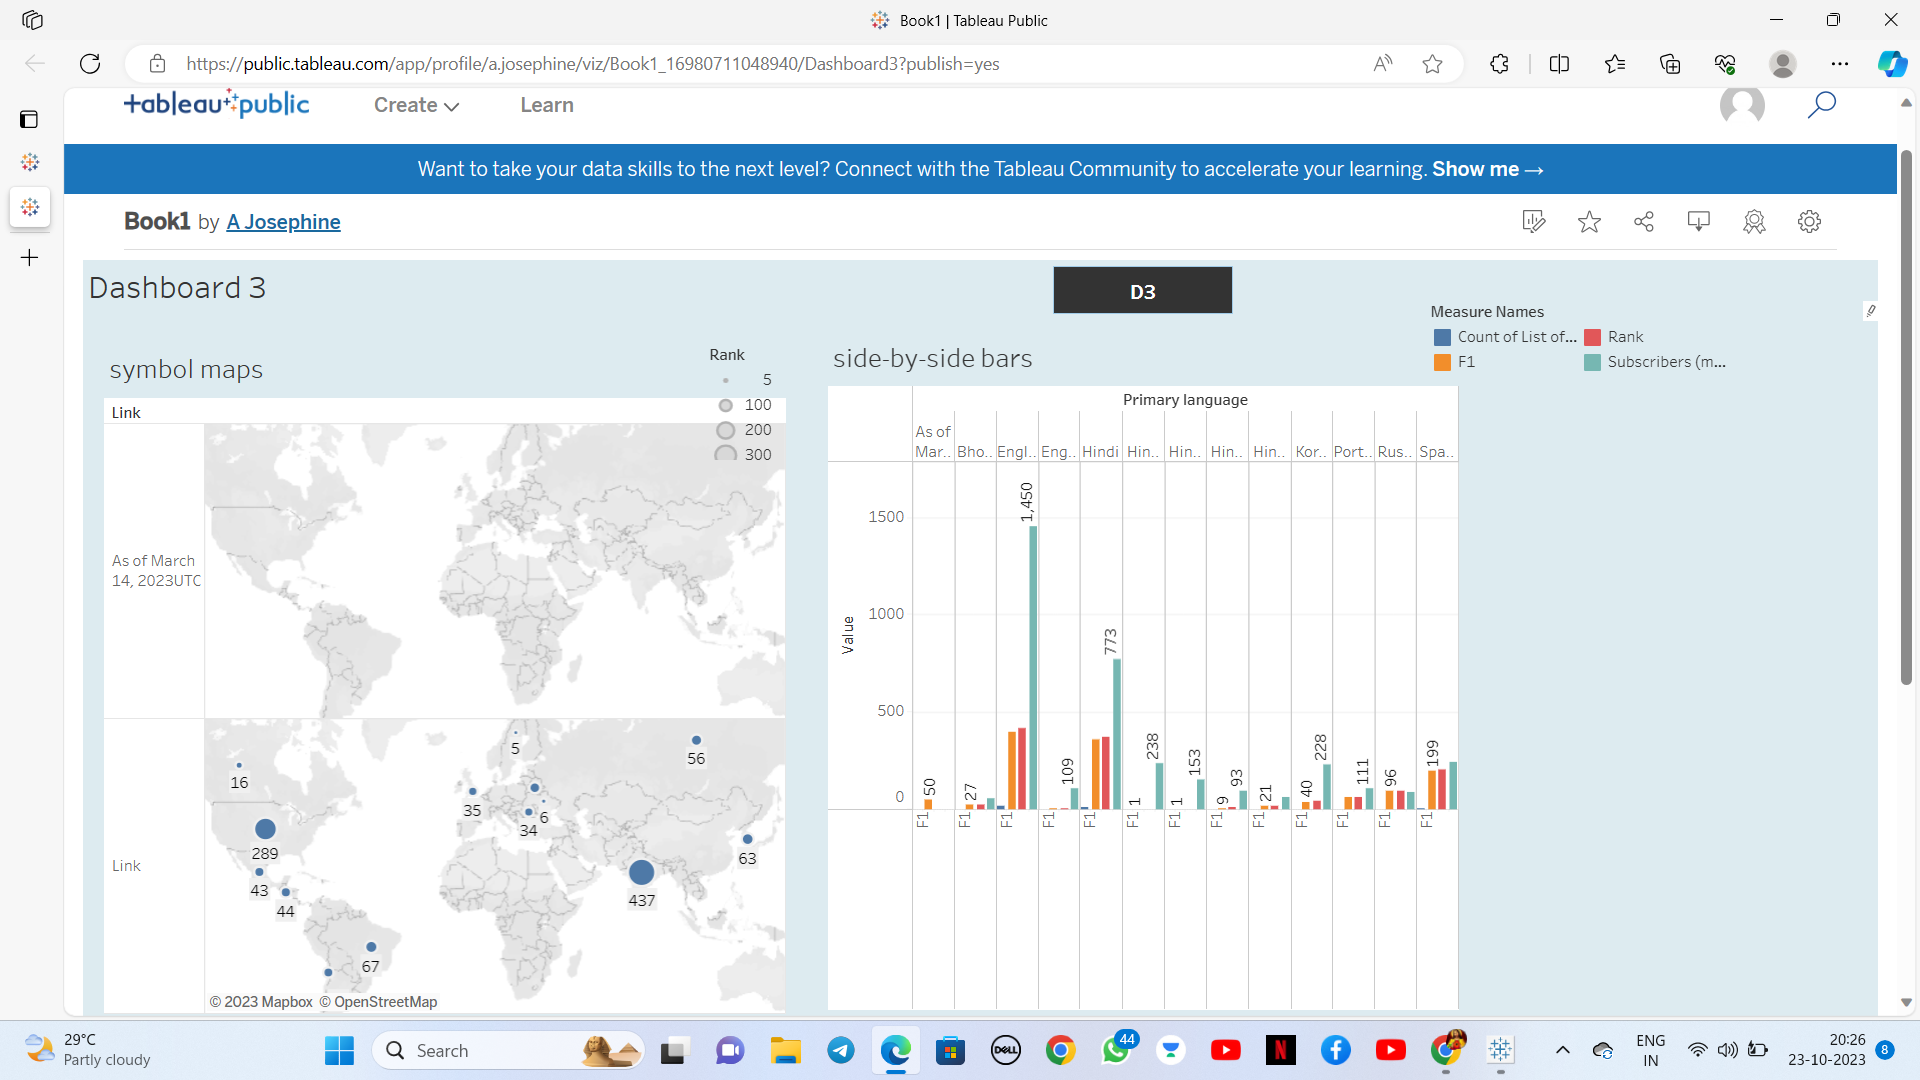 Book1 | Tableau Public
https://public.tableau.com/app/profile/a.josephine/viz/Book1_16980711048940/Dashboard3?publish=yes
tableau public
Create
Learn
Want to take your data skills to the next level? Connect with the Tableau Community to accelerate your learning. Show me →
Book1 by A Josephine
Dashboard 3
D3
Measure Names
Count of List of...
Rank
F1
Subscribers (m...
symbol maps
Rank
5
100
200
300
Link
As of March
14, 2023UTC
Link
16
289
43
44
67
5
35
34
6
56
437
63
© 2023 Mapbox © OpenStreetMap
side-by-side bars
Primary language
As of
Mar.. Bho.. Engl.. Eng.. Hindi Hin.. Hin.. Hin.. Hin.. Kor.. Port.. Rus.. Spa..
Value
1500
1000
500
0
50
27
1,450
109
773
1
238
1
153
9
93
21
40
228
111
96
199
F1 F1 F1 F1 F1 F1 F1 F1 F1 F1 F1 F1 F1
29°C
Partly cloudy
Search
DELL
44
N
ENG
IN
20:26
23-10-2023
8